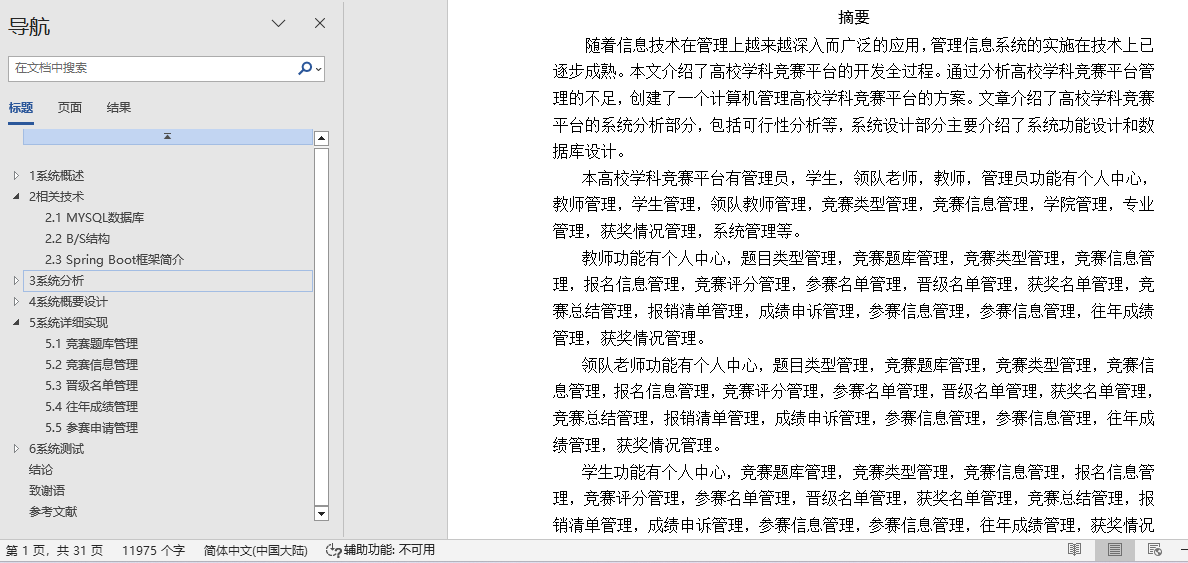 导航
在文档中搜索
标题 页面 结果
1系统概述
2相关技术
2.1 MYSQL数据库
2.2 B/S结构
2.3 Spring Boot框架简介
3系统分析
4系统概要设计
5系统详细实现
5.1 竞赛题库管理
5.2 竞赛信息管理
5.3 晋级名单管理
5.4 往年成绩管理
5.5 参赛申请管理
6系统测试
结论
致谢语
参考文献
摘要
随着信息技术在管理上越来越深入而广泛的应用，管理信息系统的实施在技术上已
逐步成熟。本文介绍了高校学科竞赛平台的开发全过程。通过分析高校学科竞赛平台管
理的不足，创建了一个计算机管理高校学科竞赛平台的方案。文章介绍了高校学科竞赛
平台的系统分析部分，包括可行性分析等，系统设计部分主要介绍了系统功能设计和数
据库设计。
本高校学科竞赛平台有管理员，学生，领队老师，教师，管理员功能有个人中心，
教师管理，学生管理，领队教师管理，竞赛类型管理，竞赛信息管理，学院管理，专业
管理，获奖情况管理，系统管理等。
教师功能有个人中心，题目类型管理，竞赛题库管理，竞赛类型管理，竞赛信息管
理，报名信息管理，竞赛评分管理，参赛名单管理，晋级名单管理，获奖名单管理，竞
赛总结管理，报销清单管理，成绩申诉管理，参赛信息管理，参赛信息管理，往年成绩
管理，获奖情况管理。
领队老师功能有个人中心，题目类型管理，竞赛题库管理，竞赛类型管理，竞赛信
息管理，报名信息管理，竞赛评分管理，参赛名单管理，晋级名单管理，获奖名单管理，
竞赛总结管理，报销清单管理，成绩申诉管理，参赛信息管理，参赛信息管理，往年成
绩管理，获奖情况管理。
学生功能有个人中心，竞赛题库管理，竞赛类型管理，竞赛信息管理，报名信息管
理，竞赛评分管理，参赛名单管理，晋级名单管理，获奖名单管理，竞赛总结管理，报
销清单管理，成绩申诉管理，参赛信息管理，参赛信息管理，往年成绩管理，获奖情况
第 1 页，共 31 页 11975 个字 简体中文(中国大陆) 辅助功能: 不可用